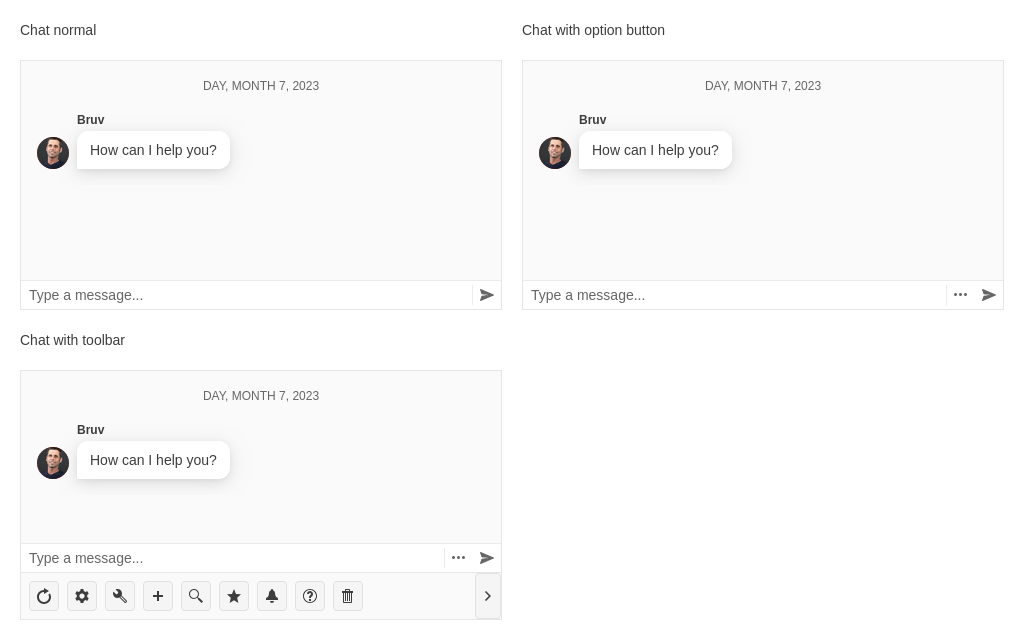 Chat normal
DAY, MONTH 7, 2023
Bruv
How can I help you?
Type a message...
Chat with option button
DAY, MONTH 7, 2023
Bruv
How can I help you?
Type a message...
Chat with toolbar
DAY, MONTH 7, 2023
Bruv
How can I help you?
Type a message...